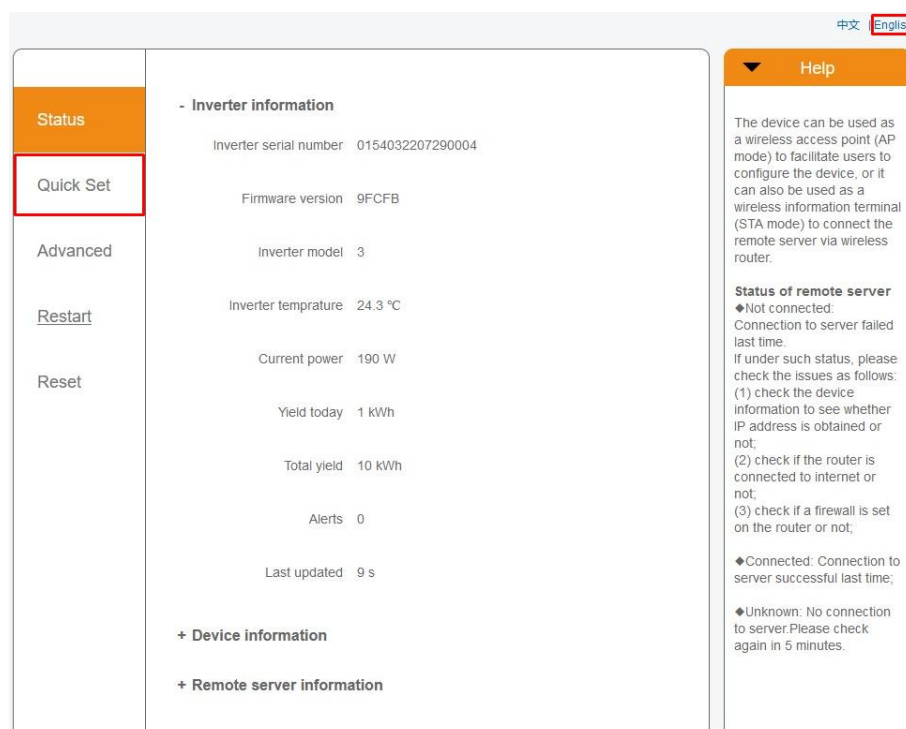 中文 | Englis
Status
Quick Set
Advanced
Restart
Reset
- Inverter information
Inverter serial number 0154032207290004
Firmware version 9FCFB
Inverter model 3
Inverter temprature 24.3 ℃
Current power 190 W
Yield today 1 kWh
Total yield 10 kWh
Alerts 0
Last updated 9 s
+ Device information
+ Remote server information
Help
The device can be used as
a wireless access point (AP
mode) to facilitate users to
configure the device, or it
can also be used as a
wireless information terminal
(STA mode) to connect the
remote server via wireless
router.
Status of remote server
◆Not connected:
Connection to server failed
last time.
If under such status, please
check the issues as follows:
(1) check the device
information to see whether
IP address is obtained or
not;
(2) check if the router is
connected to internet or
not;
(3) check if a firewall is set
on the router or not;
◆Connected: Connection to
server successful last time;
◆Unknown: No connection
to server.Please check
again in 5 minutes.